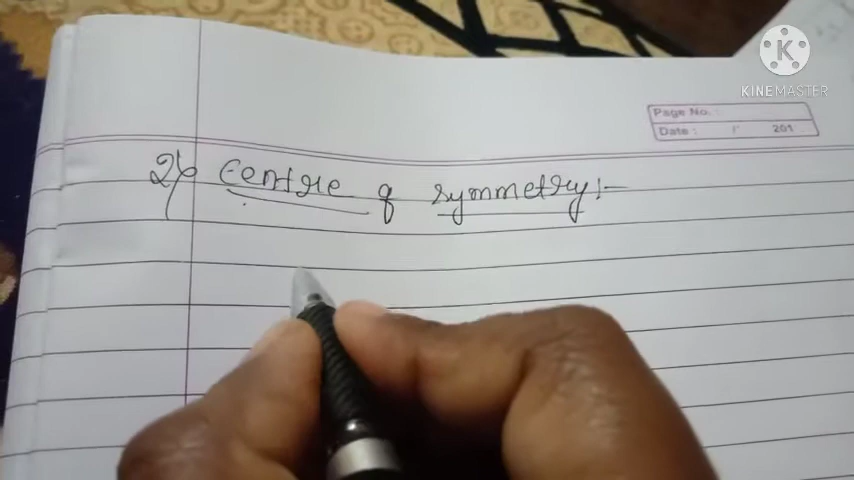 K
KINEMASTER
Page No.
Date : / 201
2) Centre of symmetry :-